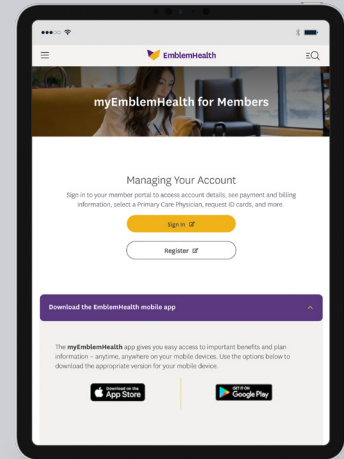 EmblemHealth
myEmblemHealth for Members
Managing Your Account
Sign in to your member portal to access account details, see payment and billing
information, select a Primary Care Physician, request ID cards, and more.
Sign In
Register
Download the EmblemHealth mobile app
The myEmblemHealth app gives you easy access to important benefits and plan
information – anytime, anywhere on your mobile devices. Use the options below to
download the appropriate version for your mobile device.
Download on the
App Store
GET IT ON
Google Play